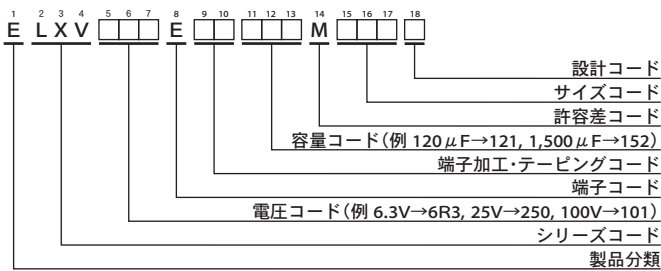 1 2 3 4 5 6 7 8 9 10 11 12 13 14 15 16 17 18
E L X V □□□ E □□ □□□ M □□□ □
設計コード
サイズコード
許容差コード
容量コード(例 120μF→121, 1,500μF→152)
端子加工・テーピングコード
端子コード
電圧コード(例 6.3V→6R3, 25V→250, 100V→101)
シリーズコード
製品分類